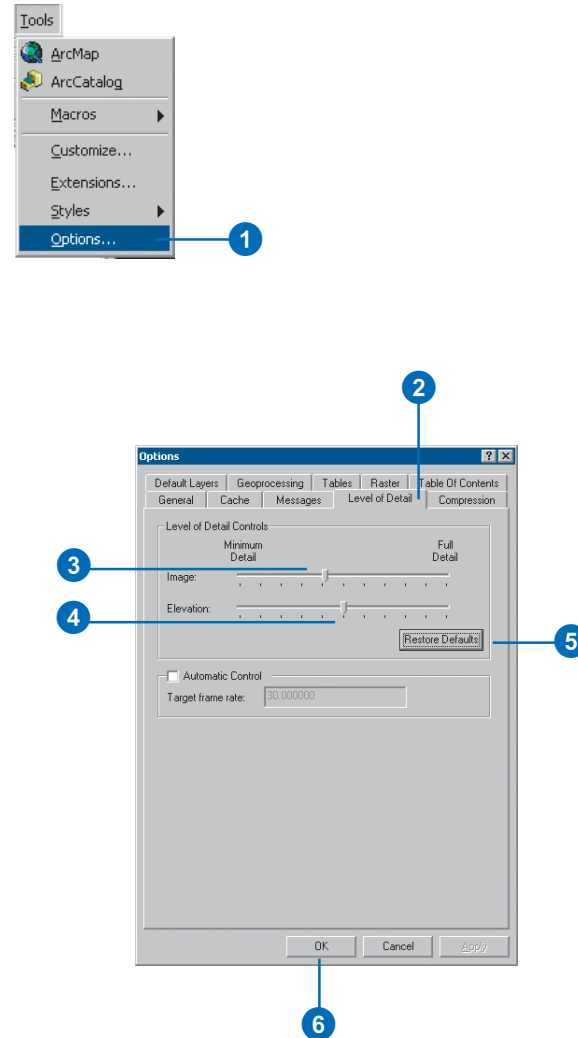 Tools
ArcMap
ArcCatalog
Macros
Customize...
Extensions...
Styles
Options...
1
2
Options
Default Layers Geoprocessing Tables Raster Table Of Contents
General Cache Messages Level of Detail Compression
Level of Detail Controls
Minimum Detail Full Detail
3
Image:
Elevation:
4
Restore Defaults
5
Automatic Control
Target frame rate: 30.000000
OK Cancel Apply
6